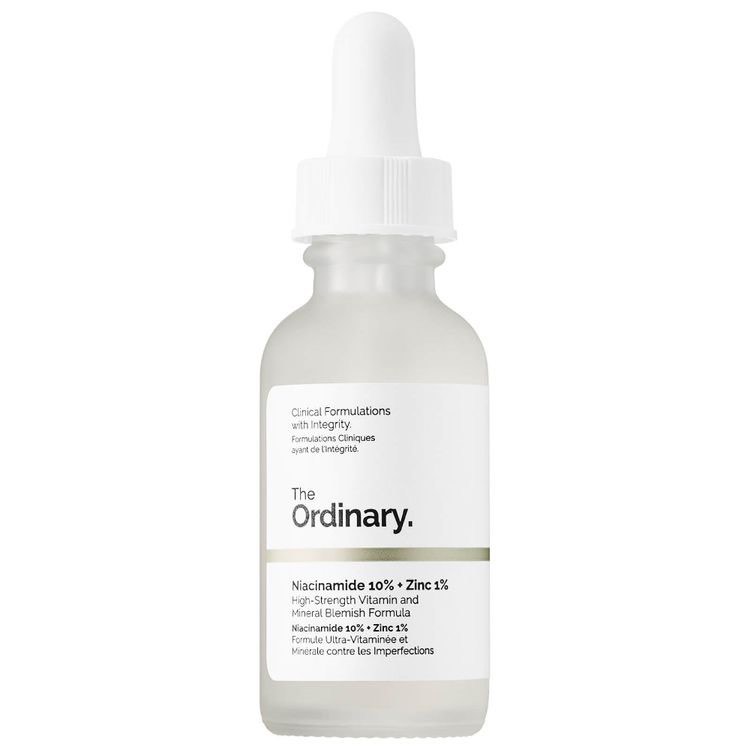 Clinical Formulations
with Integrity.
Formulations Cliniques
ayant de l'Intégrité.
The
Ordinary.
Niacinamide 10% + Zinc 1%
High-Strength Vitamin and
Mineral Blemish Formula
Niacinamide 10% + Zinc 1%
Formule Ultra-Vitaminée et
Minérale contre les Imperfections